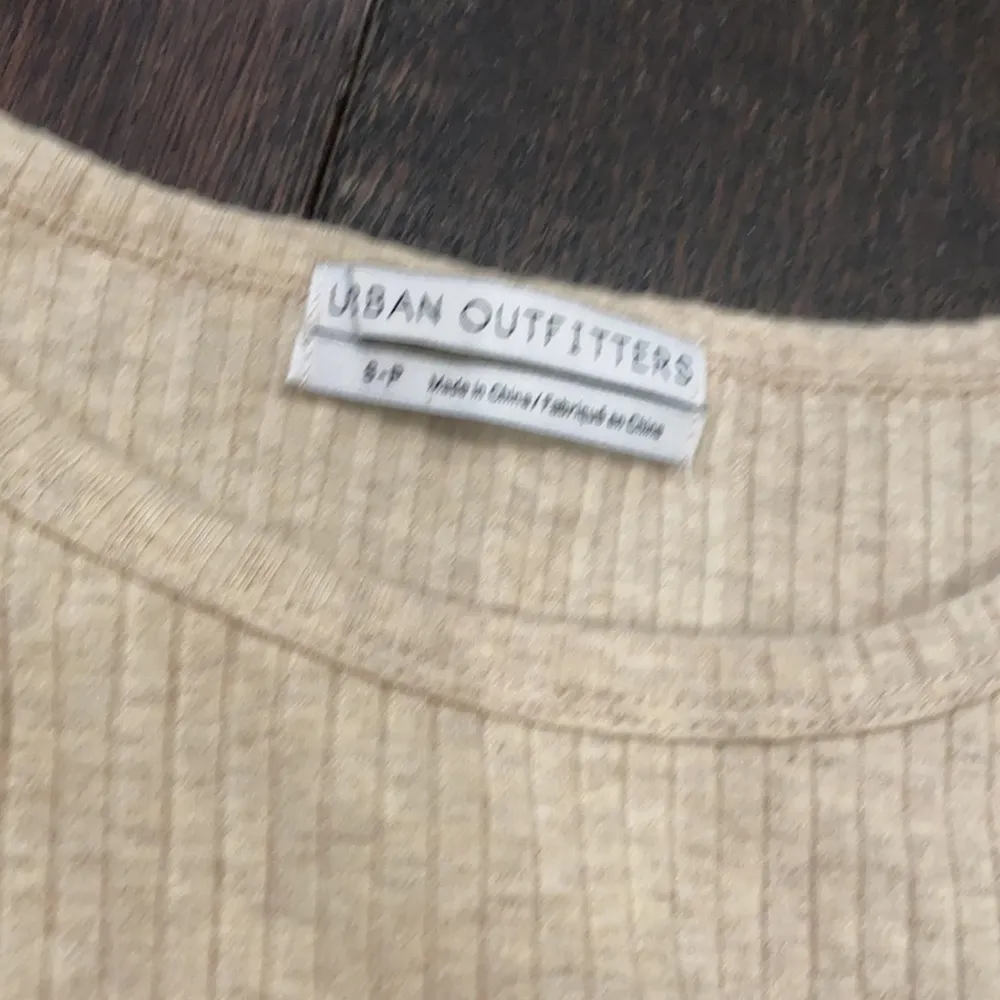 URBAN OUTFITTERS
S-P Made in China / Fabriqué en Chine